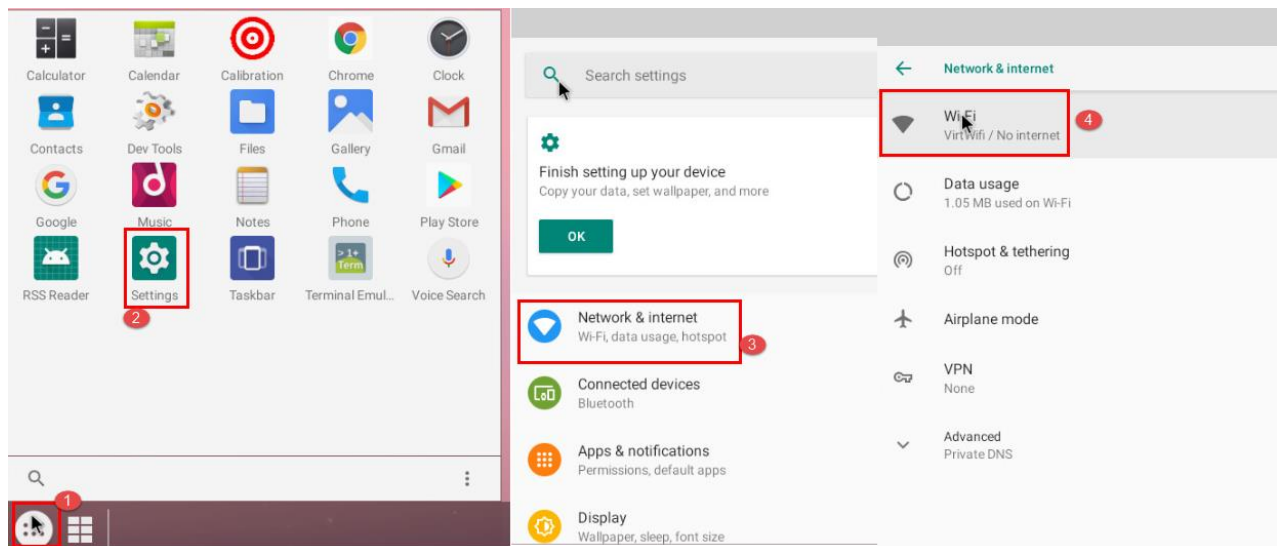 Calculator Calendar Calibration Chrome Clock
Contacts Dev Tools Files Gallery Gmail
Google Music Notes Phone Play Store
RSS Reader Settings Taskbar >1+ Term Terminal Emul... Voice Search
2
1
Search settings
Finish setting up your device
Copy your data, set wallpaper, and more
OK
Network & internet
Wi-Fi, data usage, hotspot
3
Connected devices
Bluetooth
Apps & notifications
Permissions, default apps
Display
Wallpaper, sleep, font size
Network & internet
Wi-Fi
4
VirtWifi / No internet
Data usage
1.05 MB used on Wi-Fi
Hotspot & tethering
Off
Airplane mode
VPN
None
Advanced
Private DNS